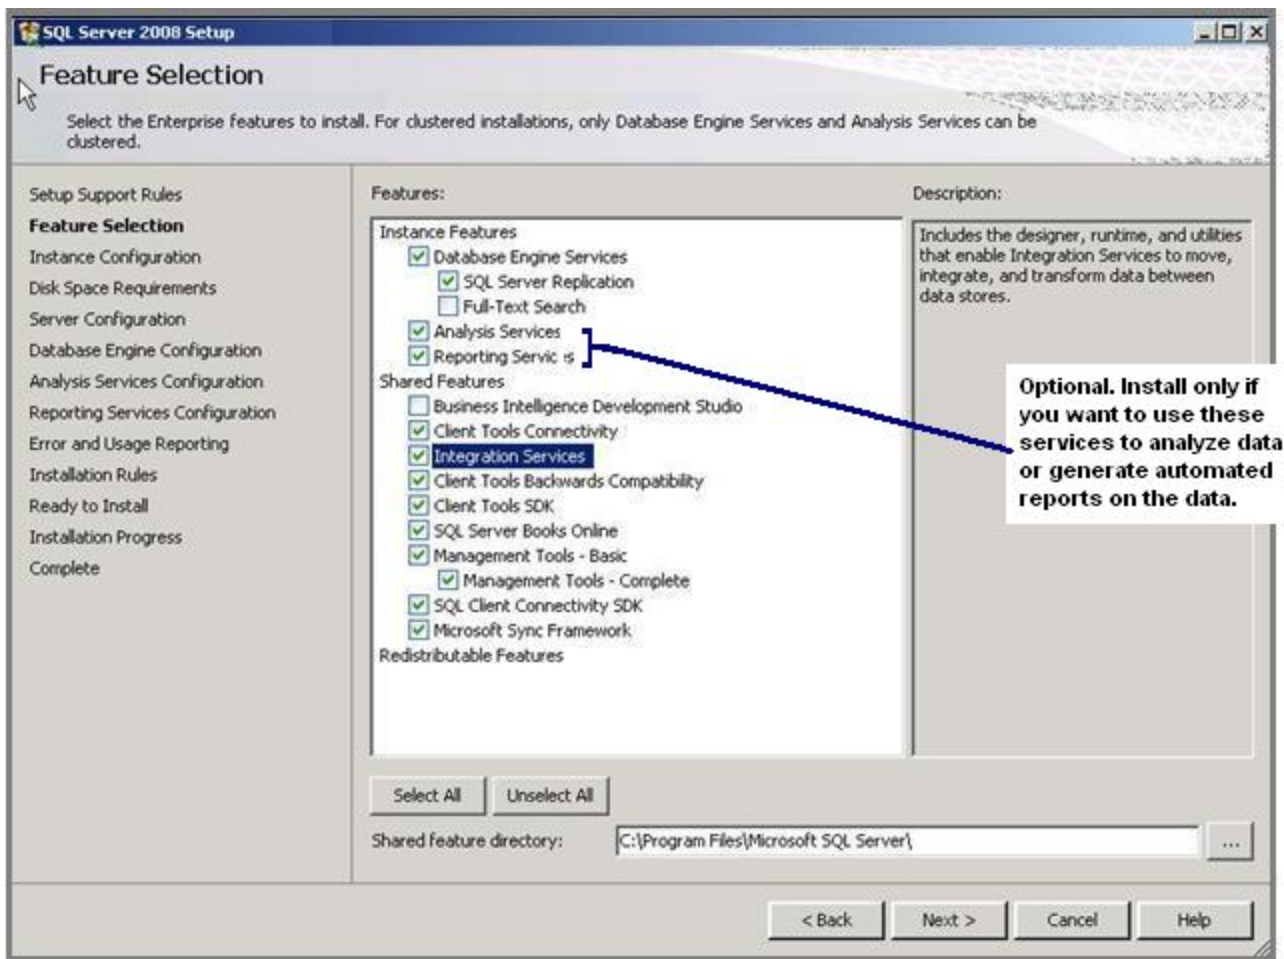 SQL Server 2008 Setup
Feature Selection
Select the Enterprise features to install. For clustered installations, only Database Engine Services and Analysis Services can be
clustered.
Setup Support Rules
Feature Selection
Instance Configuration
Disk Space Requirements
Server Configuration
Database Engine Configuration
Analysis Services Configuration
Reporting Services Configuration
Error and Usage Reporting
Installation Rules
Ready to Install
Installation Progress
Complete
Features:
Instance Features
Database Engine Services
SQL Server Replication
Full-Text Search
Analysis Services
Reporting Services
Shared Features
Business Intelligence Development Studio
Client Tools Connectivity
Integration Services
Client Tools Backwards Compatibility
Client Tools SDK
SQL Server Books Online
Management Tools - Basic
Management Tools - Complete
SQL Client Connectivity SDK
Microsoft Sync Framework
Redistributable Features
Description:
Includes the designer, runtime, and utilities
that enable Integration Services to move,
integrate, and transform data between
data stores.
Optional. Install only if
you want to use these
services to analyze data
or generate automated
reports on the data.
Select All
Unselect All
Shared feature directory:
C:\Program Files\Microsoft SQL Server\
...
< Back
Next >
Cancel
Help